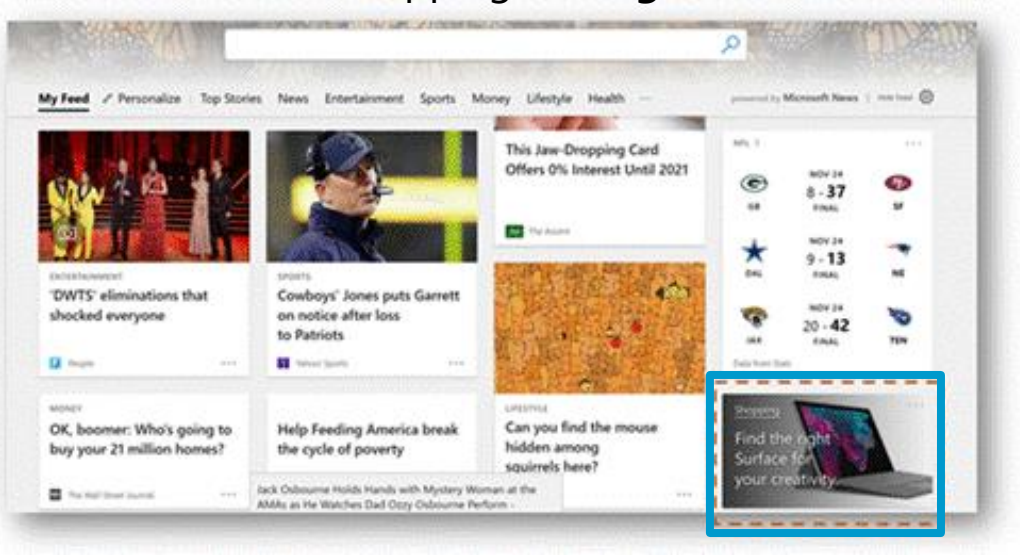 My Feed Personalize Top Stories News Entertainment Sports Money Lifestyle Health powered by Microsoft News
This Jaw-Dropping Card
Offers 0% Interest Until 2021
The Ascent
ENTERTAINMENT
'DWTS' eliminations that
shocked everyone
People
SPORTS
Cowboys' Jones puts Garrett
on notice after loss
to Patriots
Yahoo! Sports
NFL
NOV 24
8 - 37
GB FINAL SF
NOV 24
9 - 13
DAL FINAL NE
NOV 24
20 - 42
JAX FINAL TEN
Data from Stats
MONEY
OK, boomer: Who's going to
buy your 21 million homes?
The Wall Street Journal
Help Feeding America break
the cycle of poverty
Jack Osbourne Holds Hands with Mystery Woman at the
AMAs as He Watches Dad Ozzy Osbourne Perform -
LIFESTYLE
Can you find the mouse
hidden among
squirrels here?
Shopping
Find the right
Surface for
your creativity